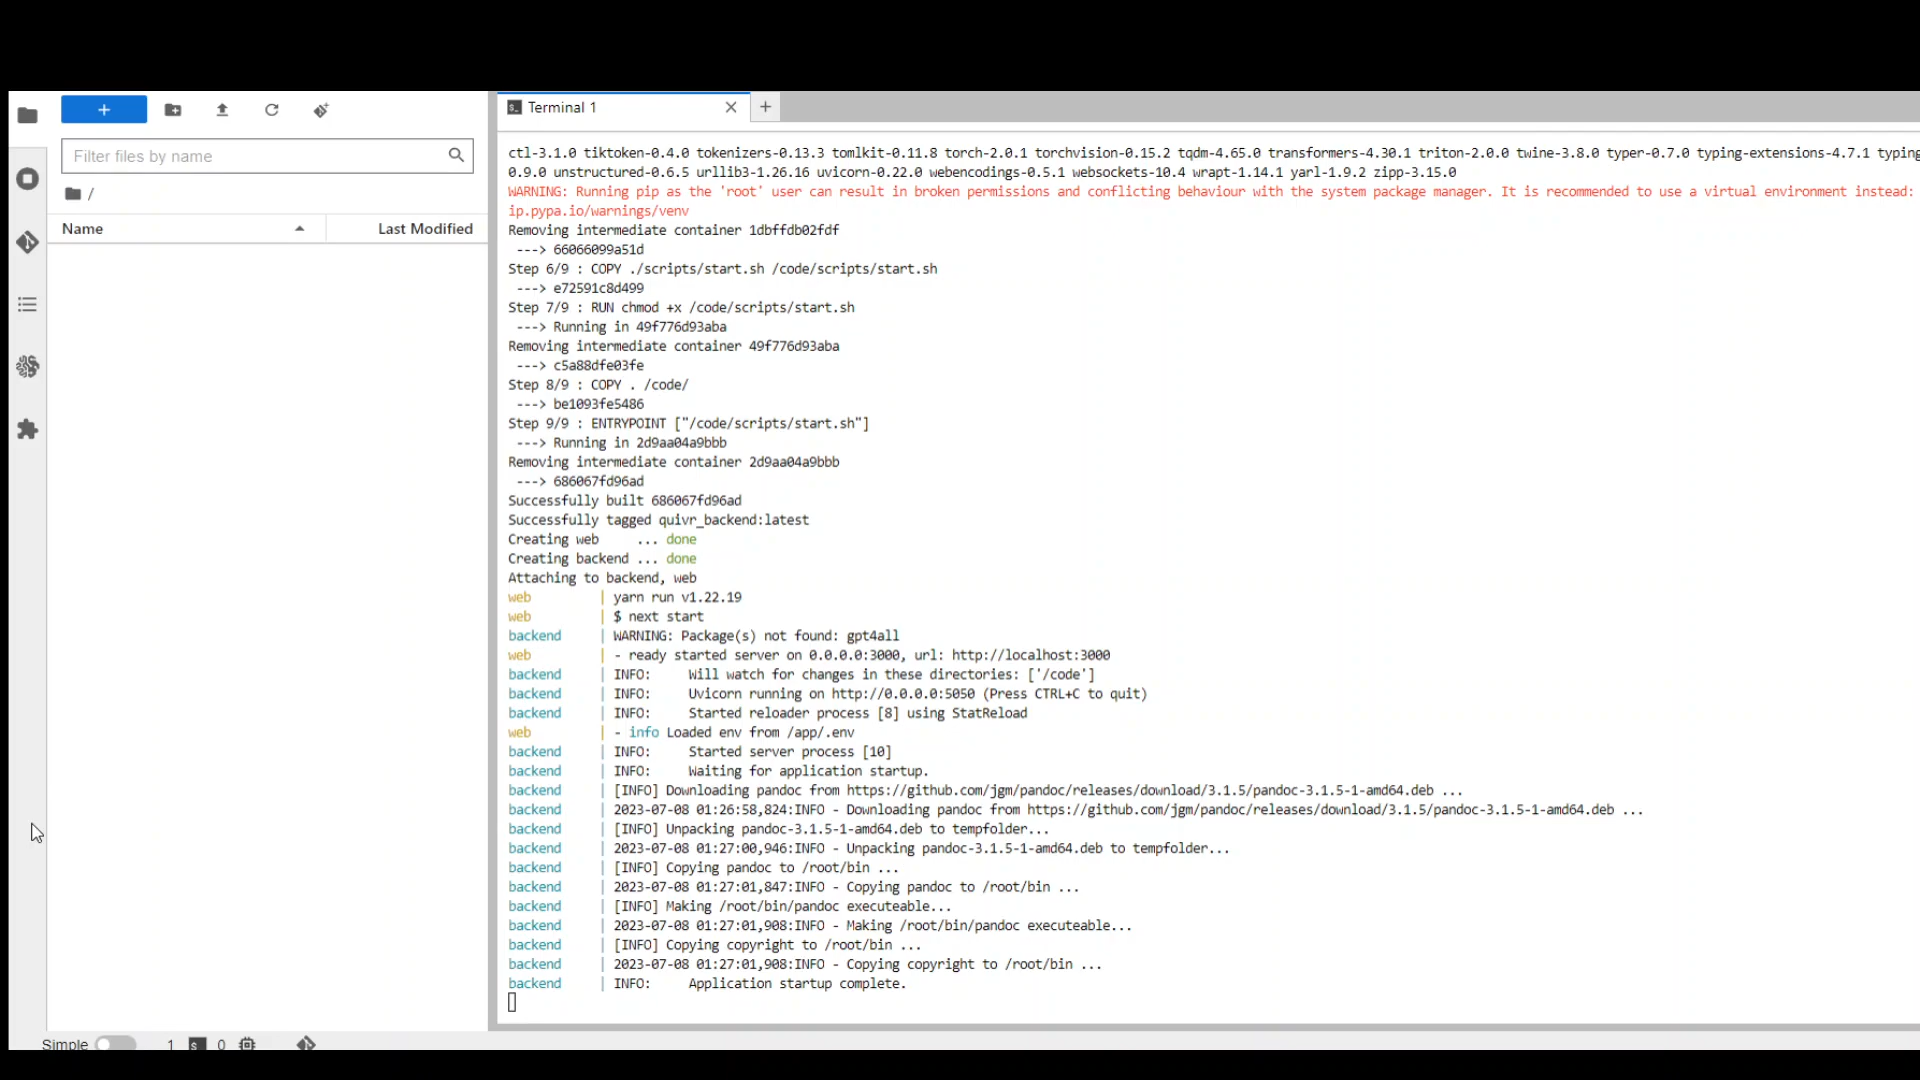 +
Filter files by name
/
Name
Last Modified
Simple
1
0
Terminal 1
ctl-3.1.0 tiktoken-0.4.0 tokenizers-0.13.3 tomlkit-0.11.8 torch-2.0.1 torchvision-0.15.2 tqdm-4.65.0 transformers-4.30.1 triton-2.0.0 twine-3.8.0 typer-0.7.0 typing-extensions-4.7.1 typing
0.9.0 unstructured-0.6.5 urllib3-1.26.16 uvicorn-0.22.0 webencodings-0.5.1 websockets-10.4 wrapt-1.14.1 yarl-1.9.2 zipp-3.15.0
WARNING: Running pip as the 'root' user can result in broken permissions and conflicting behaviour with the system package manager. It is recommended to use a virtual environment instead:
ip.pypa.io/warnings/venv
Removing intermediate container 1dbffdb02fdf
---> 66066099a51d
Step 6/9 : COPY ./scripts/start.sh /code/scripts/start.sh
---> e72591c8d499
Step 7/9 : RUN chmod +x /code/scripts/start.sh
---> Running in 49f776d93aba
Removing intermediate container 49f776d93aba
---> c5a88dfe03fe
Step 8/9 : COPY . /code/
---> be1093fe5486
Step 9/9 : ENTRYPOINT ["/code/scripts/start.sh"]
---> Running in 2d9aa04a9bbb
Removing intermediate container 2d9aa04a9bbb
---> 686067fd96ad
Successfully built 686067fd96ad
Successfully tagged quivr_backend:latest
Creating web ... done
Creating backend ... done
Attaching to backend, web
web | yarn run v1.22.19
web | $ next start
backend | WARNING: Package(s) not found: gpt4all
web | - ready started server on 0.0.0.0:3000, url: http://localhost:3000
backend | INFO: Will watch for changes in these directories: ['/code']
backend | INFO: Uvicorn running on http://0.0.0.0:5050 (Press CTRL+C to quit)
backend | INFO: Started reloader process [8] using StatReload
web | - info Loaded env from /app/.env
backend | INFO: Started server process [10]
backend | INFO: Waiting for application startup.
backend | [INFO] Downloading pandoc from https://github.com/jgm/pandoc/releases/download/3.1.5/pandoc-3.1.5-1-amd64.deb ...
backend | 2023-07-08 01:26:58,824:INFO - Downloading pandoc from https://github.com/jgm/pandoc/releases/download/3.1.5/pandoc-3.1.5-1-amd64.deb ...
backend | [INFO] Unpacking pandoc-3.1.5-1-amd64.deb to tempfolder...
backend | 2023-07-08 01:27:00,946:INFO - Unpacking pandoc-3.1.5-1-amd64.deb to tempfolder...
backend | [INFO] Copying pandoc to /root/bin ...
backend | 2023-07-08 01:27:01,847:INFO - Copying pandoc to /root/bin ...
backend | [INFO] Making /root/bin/pandoc executeable...
backend | 2023-07-08 01:27:01,908:INFO - Making /root/bin/pandoc executeable...
backend | [INFO] Copying copyright to /root/bin ...
backend | 2023-07-08 01:27:01,908:INFO - Copying copyright to /root/bin ...
backend | INFO: Application startup complete.